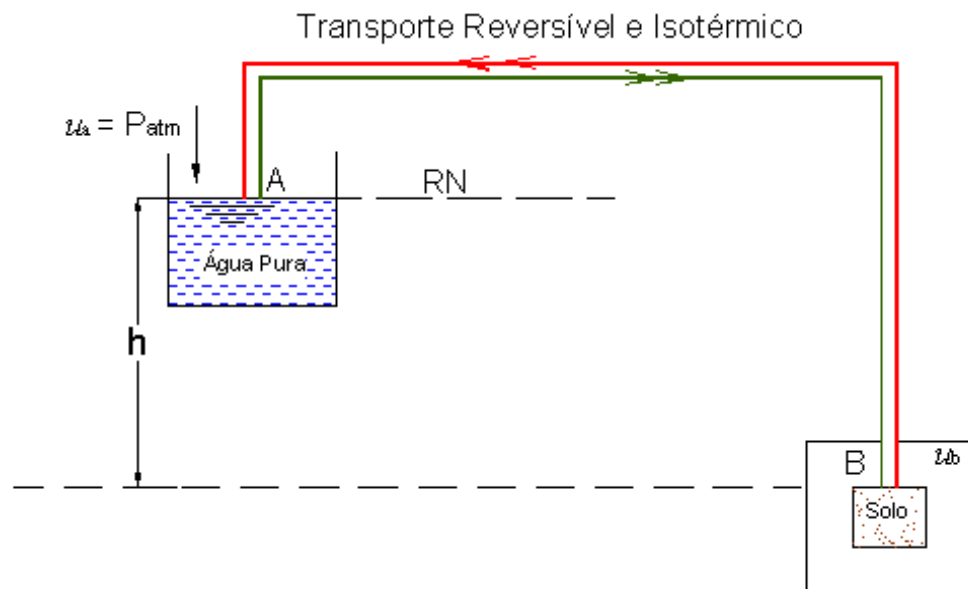 Transporte Reversível e Isotérmico
ua = Patm
A
RN
Água Pura
h
B
ub
Solo